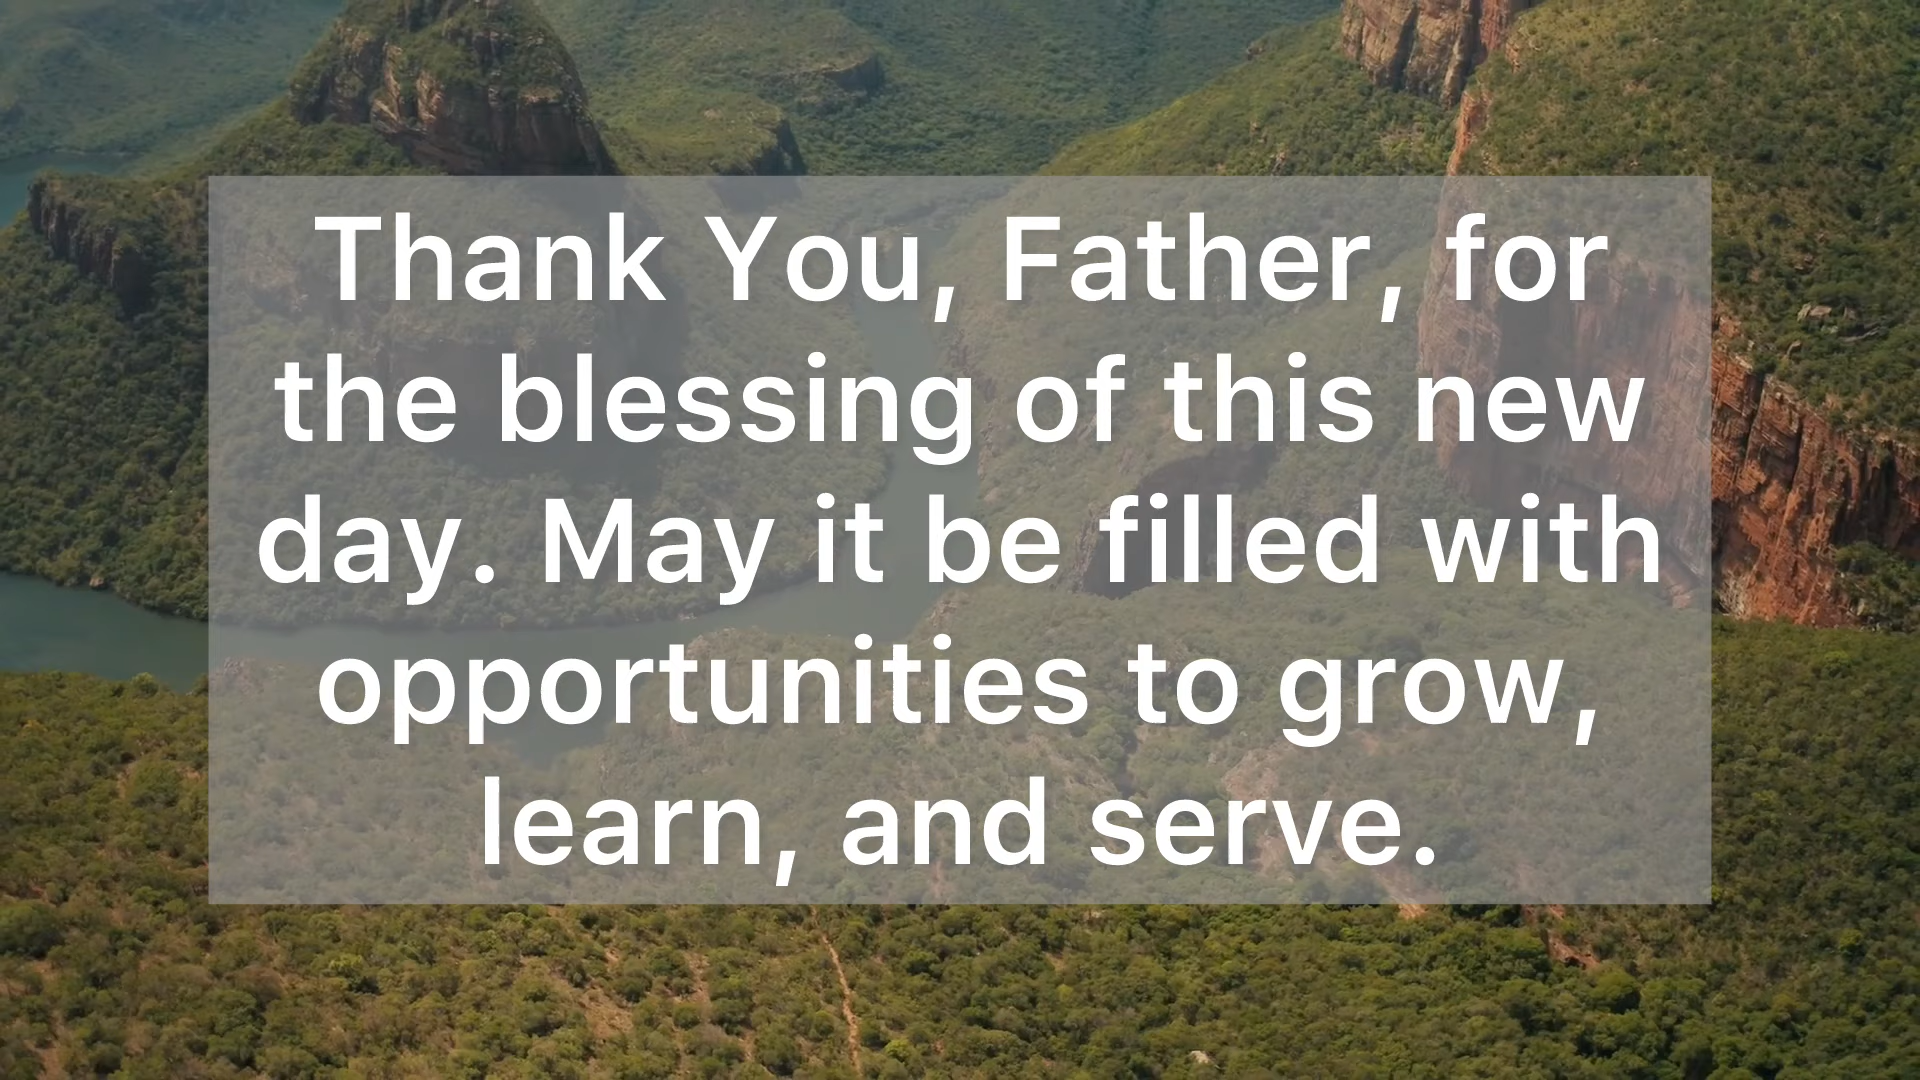 Thank You, Father, for
the blessing of this new
day. May it be filled with
opportunities to grow,
learn, and serve.